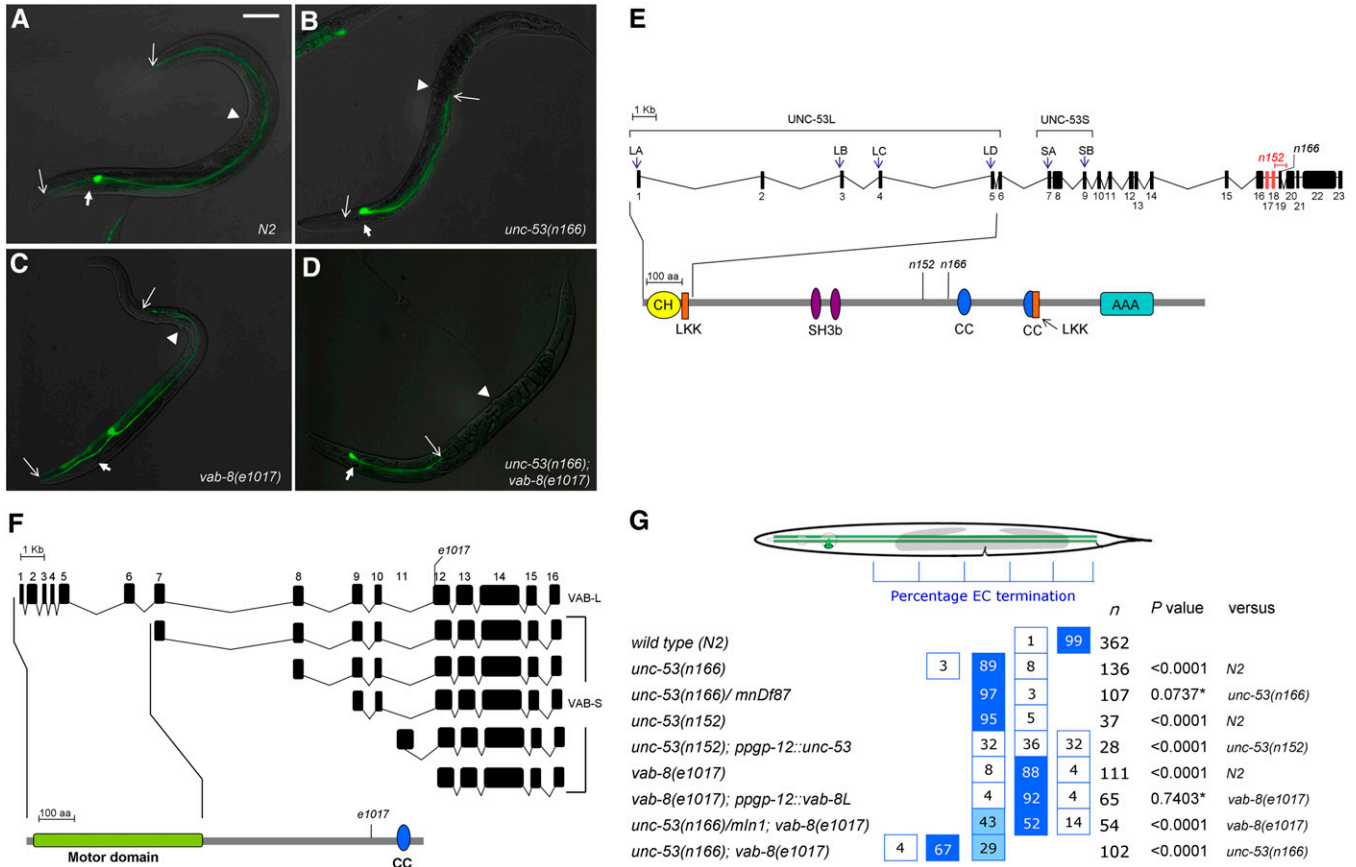 A
N2
B
unc-53(n166)
C
vab-8(e1017)
D
unc-53(n166);
vab-8(e1017)
E
1 Kb
UNC-53L
UNC-53S
LA
LB
LC
LD
SA
SB
n152
n166
1 2 3 4 5 6 7 8 9 10 11 12 13 14 15 16 17 18 19 20 21 22 23
100 aa
n152
n166
CH
LKK
SH3b
CC
CC
LKK
AAA
F
1 Kb
e1017
1 2 3 4 5 6 7 8 9 10 11 12 13 14 15 16
VAB-L
VAB-S
100 aa
e1017
Motor domain
CC
G
Percentage EC termination
n P value versus
wild type (N2) 1 99 362
unc-53(n166) 3 89 8 136 <0.0001 N2
unc-53(n166)/ mnDf87 97 3 107 0.0737* unc-53(n166)
unc-53(n152) 95 5 37 <0.0001 N2
unc-53(n152); ppgp-12::unc-53 32 36 32 28 <0.0001 unc-53(n152)
vab-8(e1017) 8 88 4 111 <0.0001 N2
vab-8(e1017); ppgp-12::vab-8L 4 92 4 65 0.7403* vab-8(e1017)
unc-53(n166)/mIn1; vab-8(e1017) 43 52 14 54 <0.0001 vab-8(e1017)
unc-53(n166); vab-8(e1017) 4 67 29 102 <0.0001 unc-53(n166)